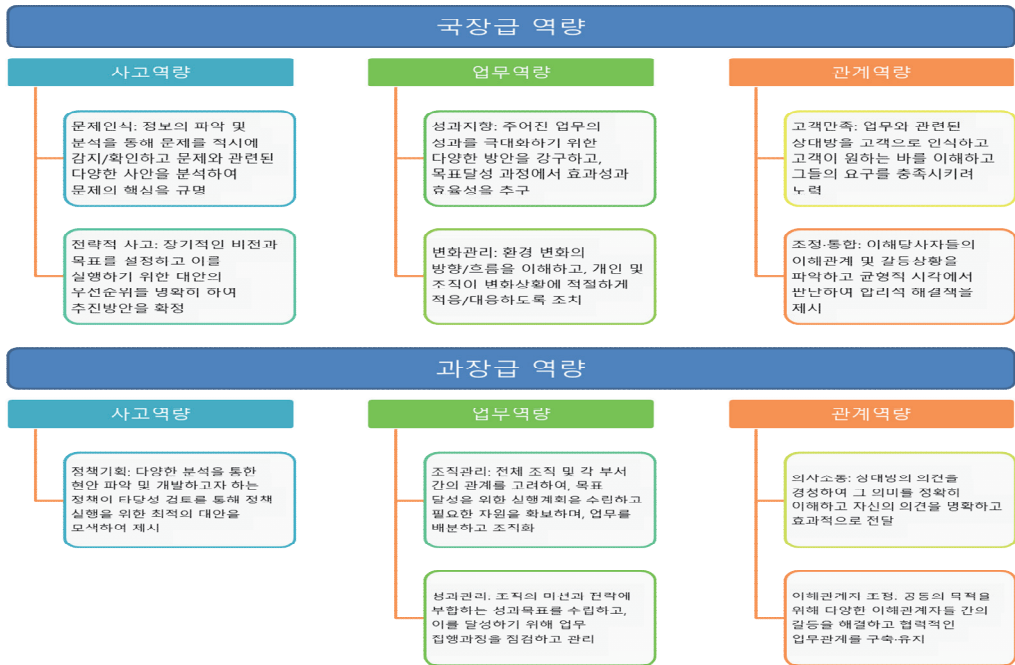 국장급 역량
사고역량
문제인식: 정보의 파악 및
분석을 통해 문제를 적시에
감지/확인하고 문제와 관련된
다양한 사안을 분석하여
문제의 핵심을 규명
전략적 사고: 장기적인 비전과
목표를 설정하고 이를
실행하기 위한 대안의
우선순위를 명확히 하여
추진방안을 확정
업무역량
성과지향: 주어진 업무의
성과를 극대화하기 위한
다양한 방안을 강구하고,
목표달성 과정에서 효과성과
효율성을 추구
변화관리: 환경 변화의
방향/흐름을 이해하고, 개인 및
조직이 변화상황에 적절하게
적응/대응하도록 조치
관계역량
고객만족: 업무와 관련된
상대방을 고객으로 인식하고
고객이 원하는 바를 이해하고
그들의 요구를 충족시키려
노력
조정·통합: 이해당사자들의
이해관계 및 갈등상황을
파악하고 균형적 시각에서
판단하여 합리적 해결책을
제시
과장급 역량
사고역량
정책기획: 다양한 분석을 통한
현안 파악 및 개발하고자 하는
정책의 타당성 검토를 통해 정책
실행을 위한 최적의 대안을
모색하여 제시
업무역량
조직관리: 전체 조직 및 각 부서
간의 관계를 고려하여, 목표
달성을 위한 실행계획을 수립하고
필요한 자원을 확보하며, 업무를
배분하고 조직화
성과관리: 조직의 미션과 전략에
부합하는 성과목표를 수립하고,
이를 달성하기 위해 업무
집행과정을 점검하고 관리
관계역량
의사소통: 상대방의 의견을
경청하여 그 의미를 정확히
이해하고 자신의 의견을 명확하고
효과적으로 전달
이해관계자 조정: 공동의 목적을
위해 다양한 이해관계자들 간의
갈등을 해결하고 협력적인
업무관계를 구축·유지